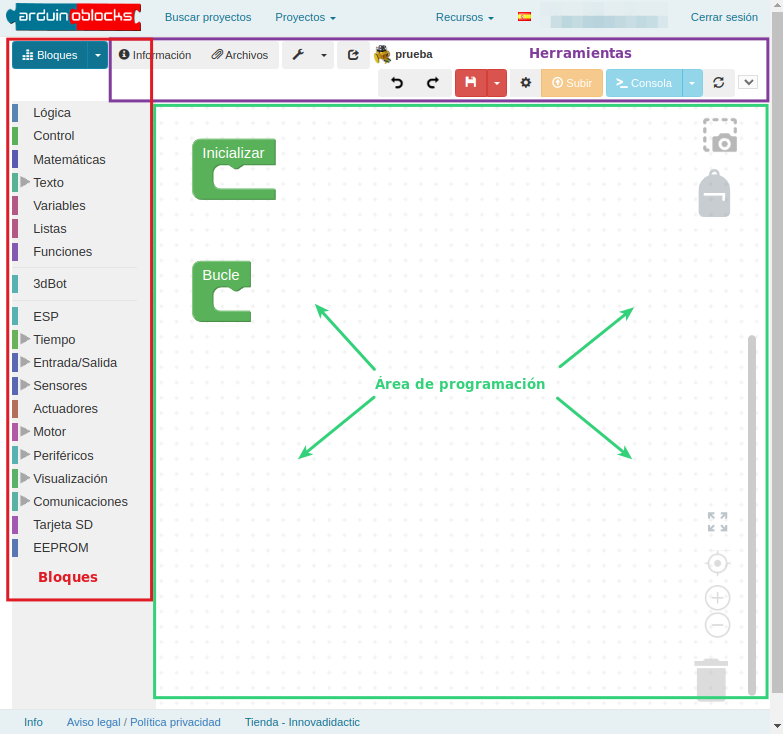 arduinoblocks
Buscar proyectos Proyectos Recursos Cerrar sesión
Bloques Información Archivos prueba Herramientas
Subir Consola
Lógica
Control
Matemáticas
Texto
Variables
Listas
Funciones
3dBot
ESP
Tiempo
Entrada/Salida
Sensores
Actuadores
Motor
Periféricos
Visualización
Comunicaciones
Tarjeta SD
EEPROM
Bloques
Inicializar
Bucle
Área de programación
Info Aviso legal / Política privacidad Tienda - Innovadidactic